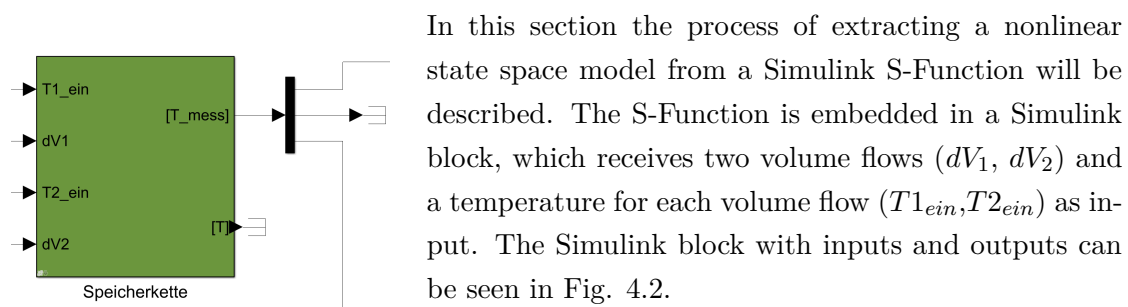 T1_ein
dV1
T2_ein
dV2
[T_mess]
[T]
Speicherkette
In this section the process of extracting a nonlinear
state space model from a Simulink S-Function will be
described. The S-Function is embedded in a Simulink
block, which receives two volume flows (dV₁, dV₂) and
a temperature for each volume flow (T1ₑᵢₙ,T2ₑᵢₙ) as in-
put. The Simulink block with inputs and outputs can
be seen in Fig. 4.2.